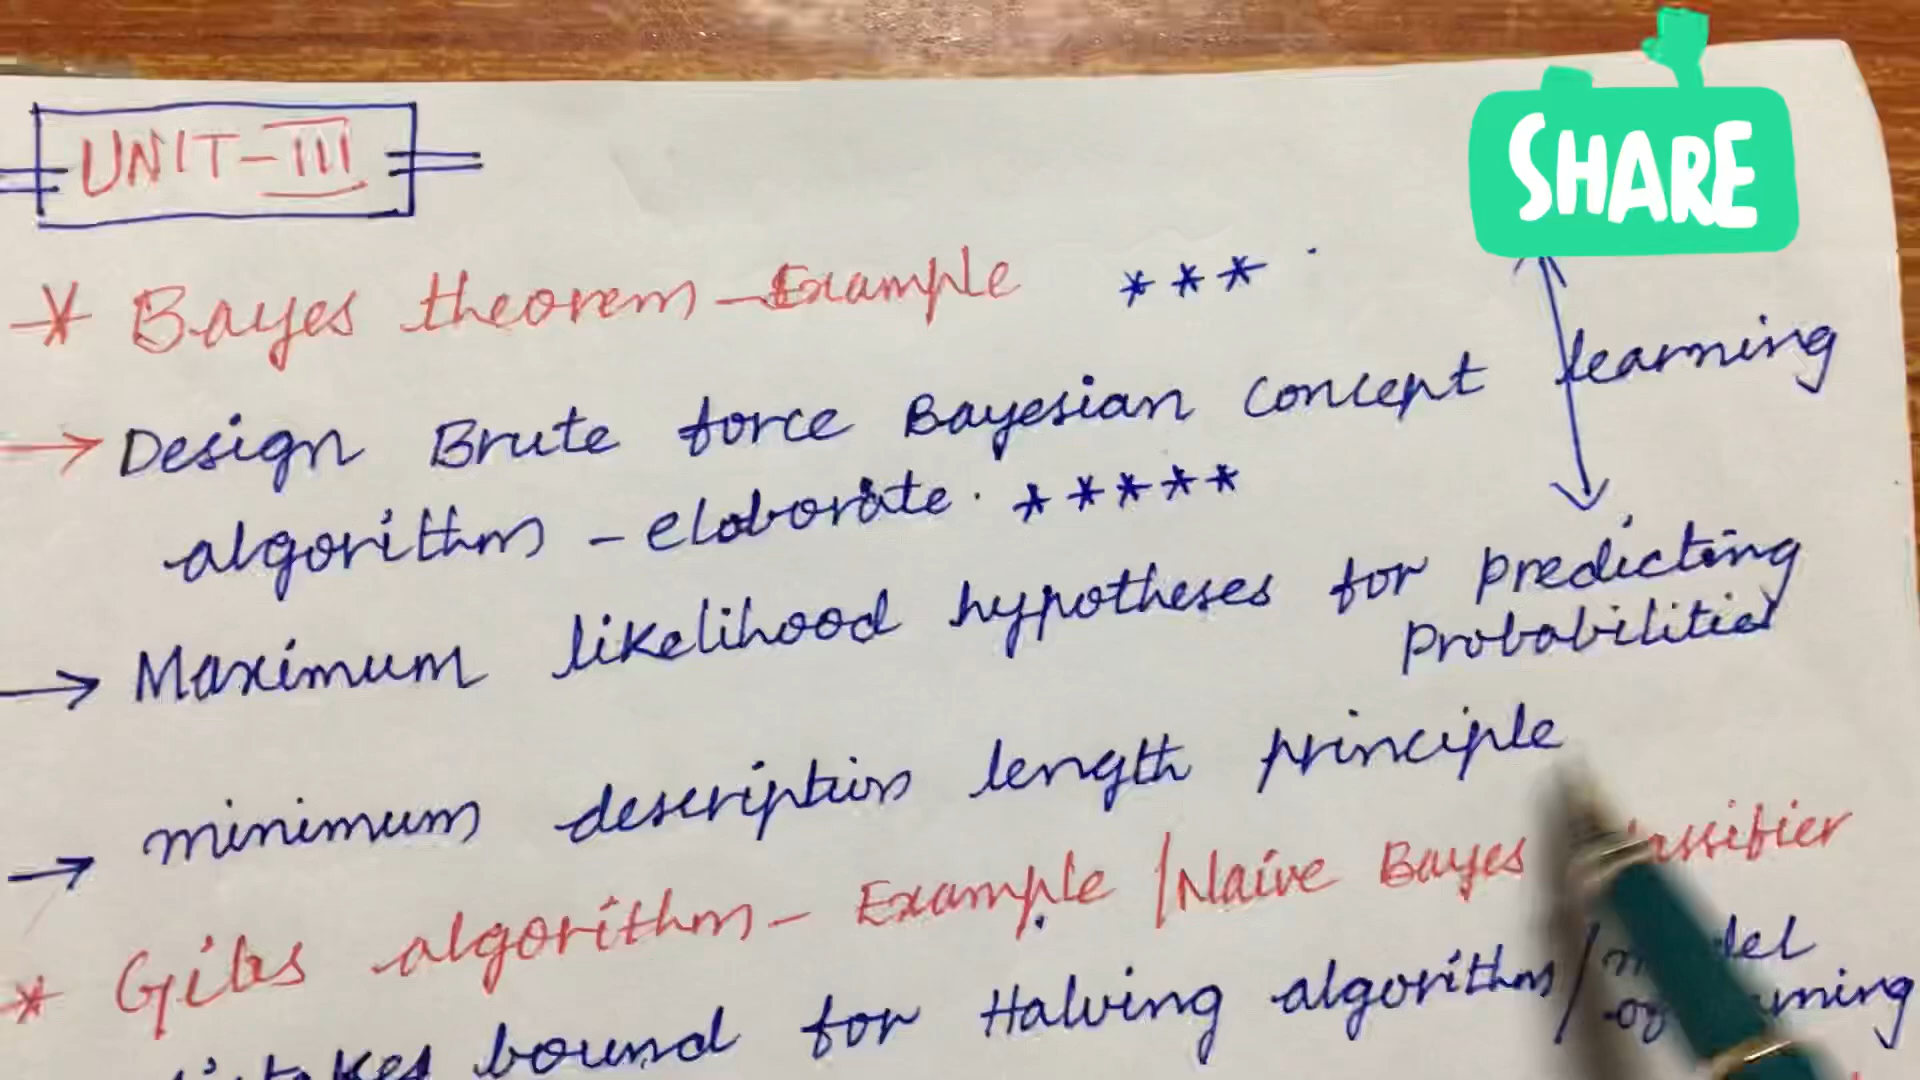 UNIT-III
SHARE
* Bayes theorem - Example ***
→ Design Brute force Bayesian concept learning
algorithm - elaborate. *****
→ Maximum likelihood hypotheses for predicting
probabilities
→ minimum description length principle
* Gibs algorithm - Example / Naive Bayes
bound for Halving algorithm /